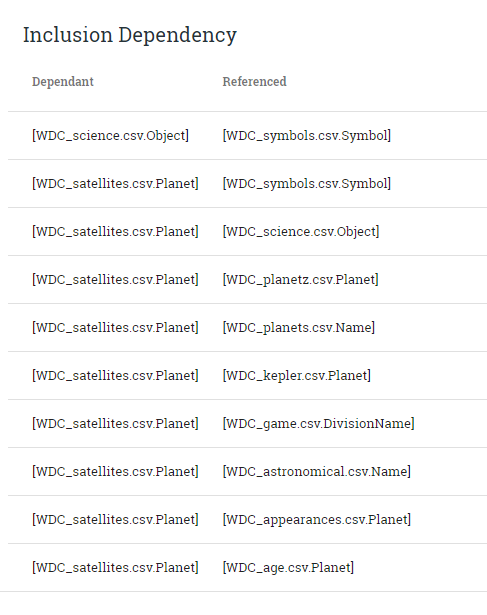 Inclusion Dependency
Dependant Referenced
[WDC_science.csv.Object] [WDC_symbols.csv.Symbol]
[WDC_satellites.csv.Planet] [WDC_symbols.csv.Symbol]
[WDC_satellites.csv.Planet] [WDC_science.csv.Object]
[WDC_satellites.csv.Planet] [WDC_planetz.csv.Planet]
[WDC_satellites.csv.Planet] [WDC_planets.csv.Name]
[WDC_satellites.csv.Planet] [WDC_kepler.csv.Planet]
[WDC_satellites.csv.Planet] [WDC_game.csv.DivisionName]
[WDC_satellites.csv.Planet] [WDC_astronomical.csv.Name]
[WDC_satellites.csv.Planet] [WDC_appearances.csv.Planet]
[WDC_satellites.csv.Planet] [WDC_age.csv.Planet]